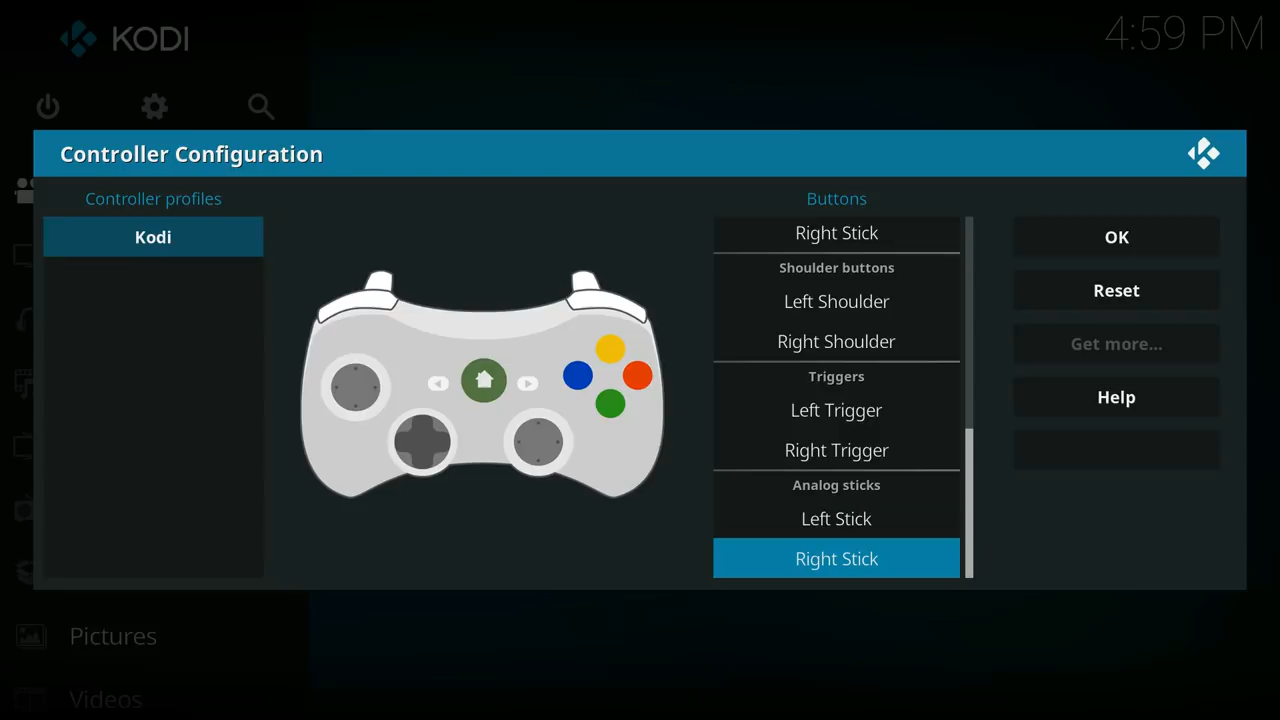 KODI
4:59 PM
Controller Configuration
Controller profiles
Kodi
Buttons
Right Stick
Shoulder buttons
Left Shoulder
Right Shoulder
Triggers
Left Trigger
Right Trigger
Analog sticks
Left Stick
Right Stick
OK
Reset
Get more...
Help
Pictures
Videos